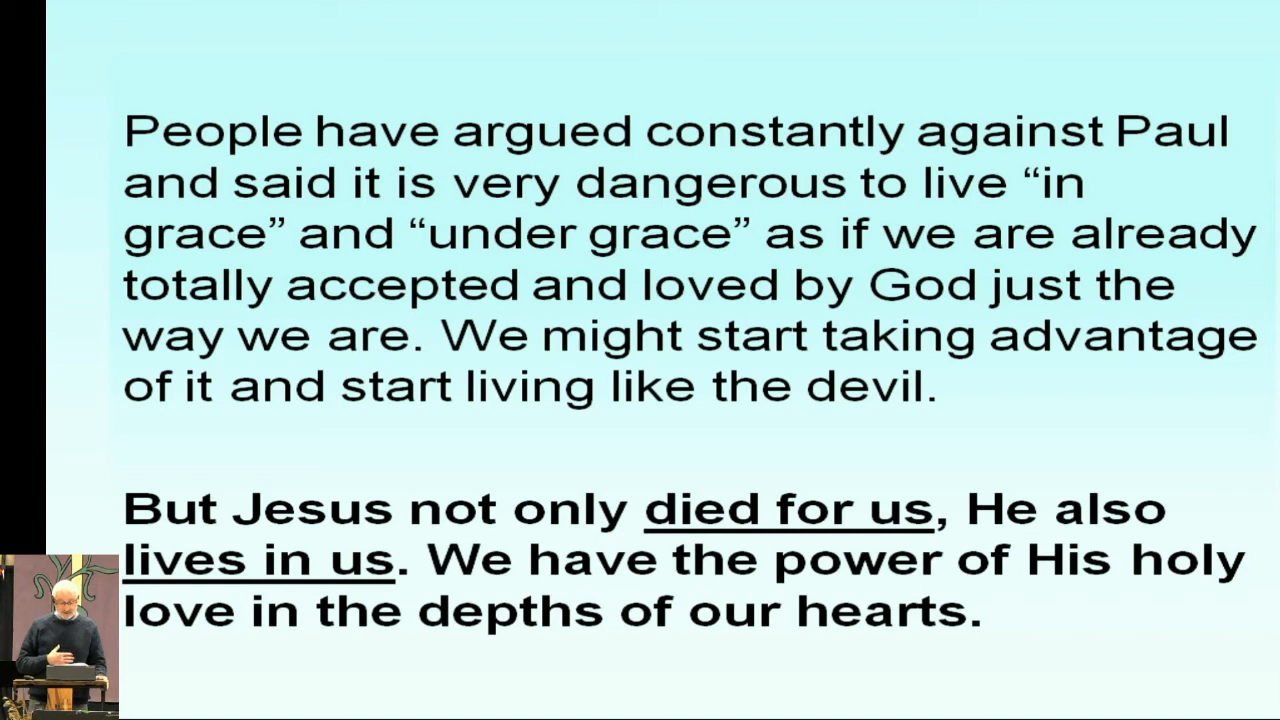 People have argued constantly against Paul
and said it is very dangerous to live “in
grace” and “under grace” as if we are already
totally accepted and loved by God just the
way we are. We might start taking advantage
of it and start living like the devil.
But Jesus not only died for us, He also
lives in us. We have the power of His holy
love in the depths of our hearts.